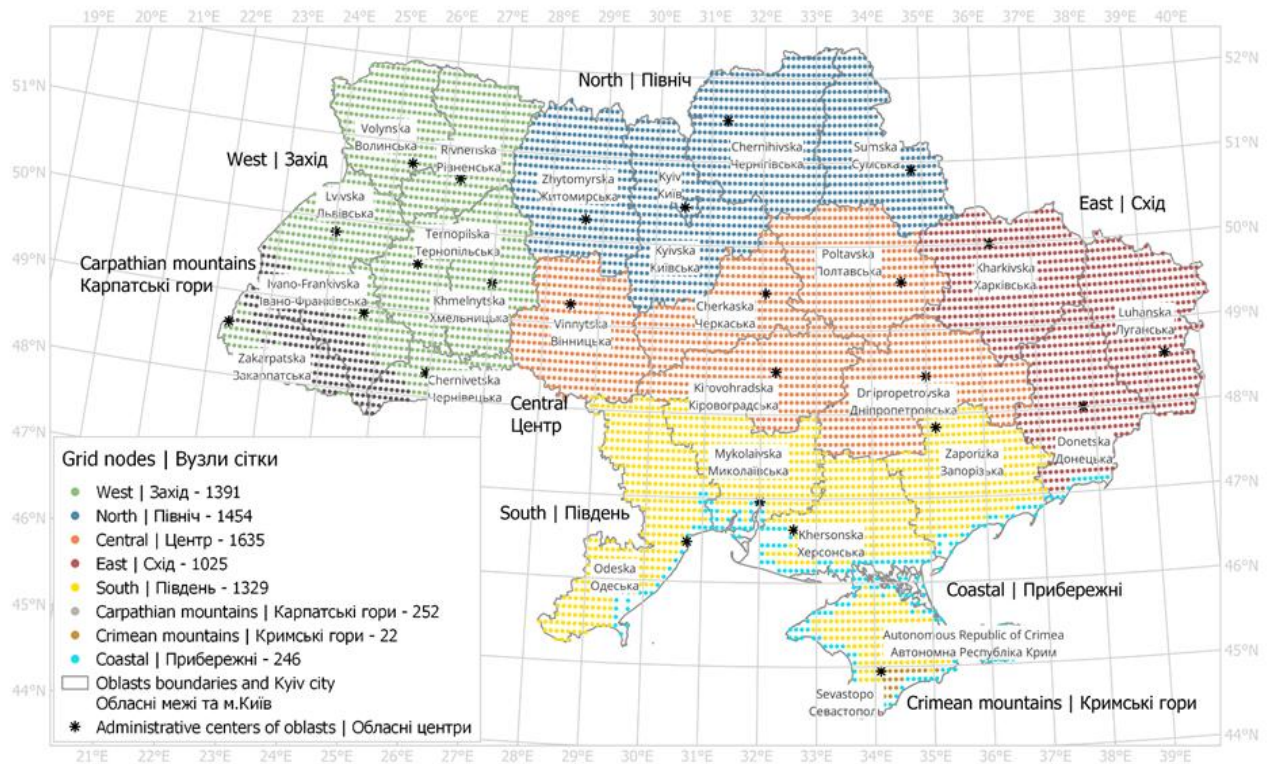 19°E 20°E 21°E 22°E 23°E 24°E 25°E 26°E 27°E 28°E 29°E 30°E 31°E 32°E 33°E 34°E 35°E 36°E 37°E 38°E 39°E 40°E
52°N
51°N
North | Північ
Volynska
Волинська
Rivnenska
Різненська
Chernihivska
Чернігівська
Sumska
Сумська
51°N
West | Захід
50°N
Zhytomyrska
Житомирська
Kyiv
Київ
Lvivska
Львівська
East | Схід
50°N
Ternopilska
Тернопільська
Kyivska
Київська
Poltavska
Полтавська
Kharkivska
Харківська
49°N
Carpathian mountains
Карпатські гори
Ivano-Frankivska
Івано-Франківська
Khmelnytska
Хмельницька
Vinnytska
Вінницька
Cherkaska
Черкаська
Luhanska
Луганська
49°N
48°N
Zakarpatska
Закарпатська
Chernivetska
Чернівецька
Central
Центр
Kirovohradska
Кіровоградська
Dnipropetrovska
Дніпропетровська
48°N
47°N
Mykolaivska
Миколаївська
Zaporizka
Запорізька
Donetska
Донецька
47°N
Grid nodes | Вузли сітки
West | Захід - 1391
North | Північ - 1454
Central | Центр - 1635
East | Схід - 1025
South | Південь - 1329
Carpathian mountains | Карпатські гори - 252
Crimean mountains | Кримські гори - 22
Coastal | Прибережні - 246
Oblasts boundaries and Kyiv city
Обласні межі та м.Київ
Administrative centers of oblasts | Обласні центри
46°N
South | Південь
Khersonska
Херсонська
46°N
Odeska
Одеська
Coastal | Прибережні
45°N
Autonomous Republic of Crimea
Автономна Республіка Крим
45°N
44°N
Sevastopo
Севастополь
Crimean mountains | Кримські гори
44°N
21°E 22°E 23°E 24°E 25°E 26°E 27°E 28°E 29°E 30°E 31°E 32°E 33°E 34°E 35°E 36°E 37°E 38°E 39°E